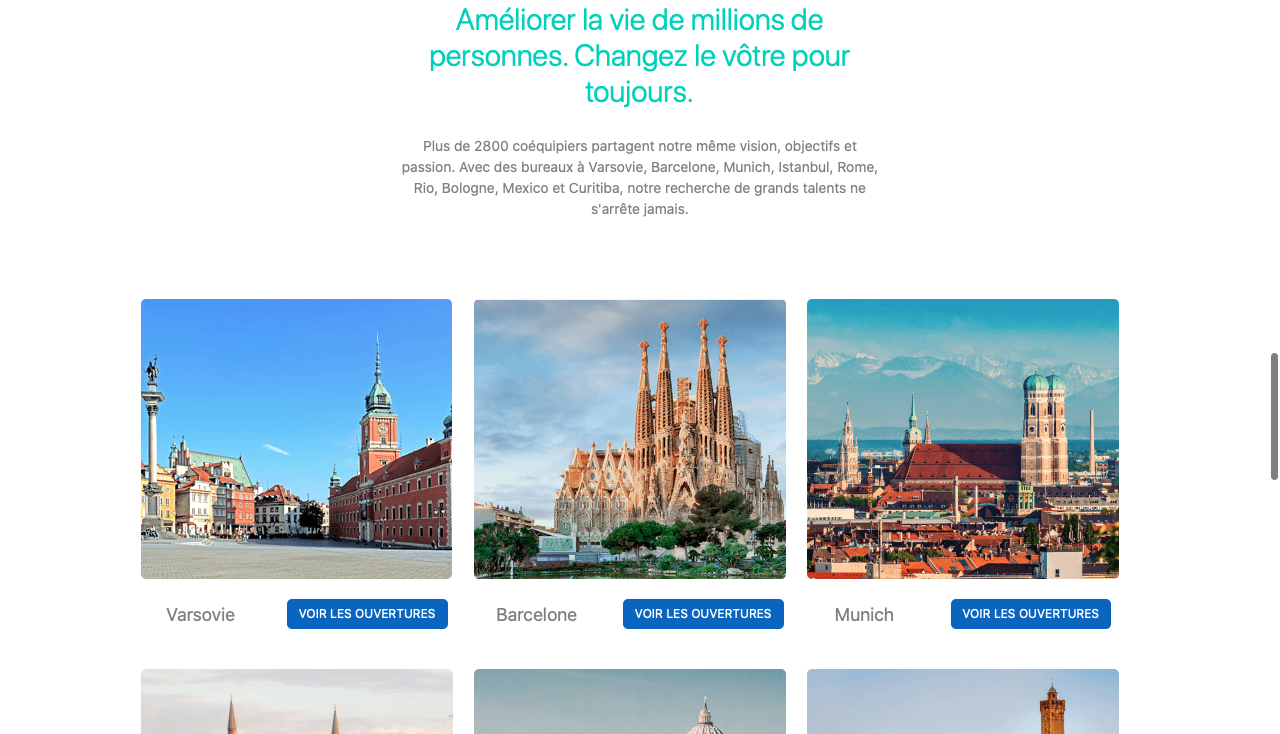 Améliorer la vie de millions de
personnes. Changez le vôtre pour
toujours.
Plus de 2800 coéquipiers partagent notre même vision, objectifs et
passion. Avec des bureaux à Varsovie, Barcelone, Munich, Istanbul, Rome,
Rio, Bologne, Mexico et Curitiba, notre recherche de grands talents ne
s'arrête jamais.
Varsovie
VOIR LES OUVERTURES
Barcelone
VOIR LES OUVERTURES
Munich
VOIR LES OUVERTURES